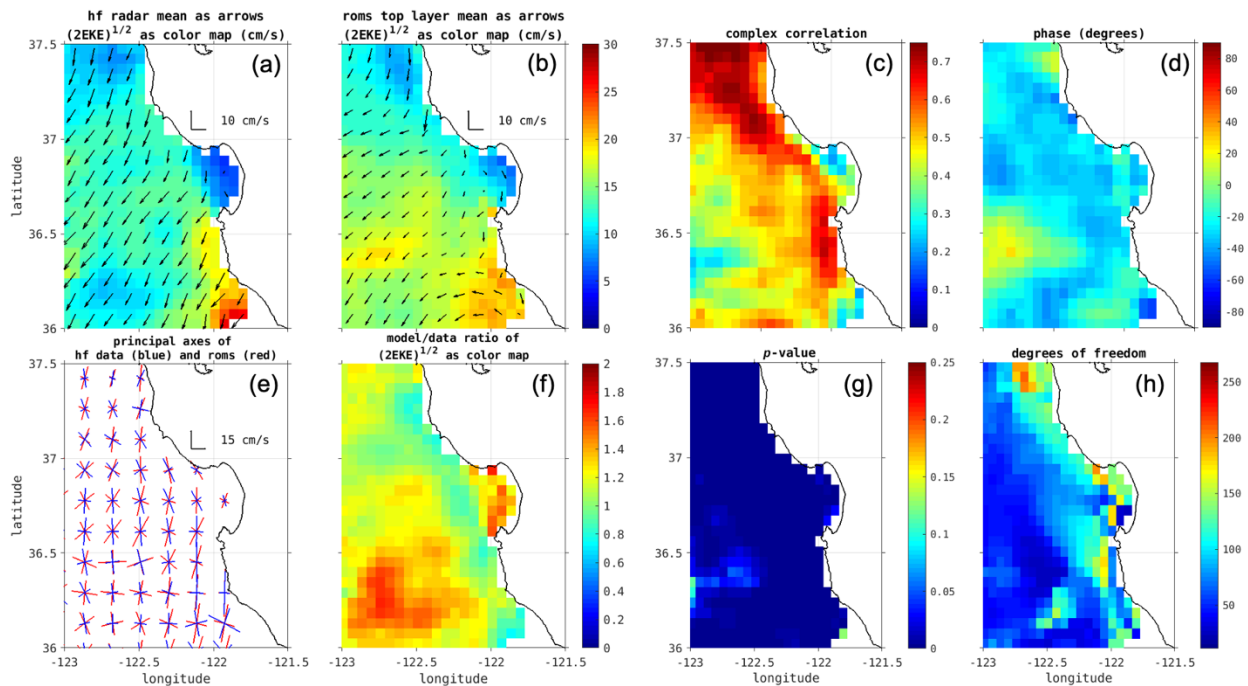 hf radar mean as arrows
(2EKE)^1/2 as color map (cm/s)
37.5
37
36.5
36
latitude
(a)
10 cm/s
roms top layer mean as arrows
(2EKE)^1/2 as color map (cm/s)
(b)
10 cm/s
30
25
20
15
10
5
0
complex correlation
37.5
37
36.5
36
(c)
0.7
0.6
0.5
0.4
0.3
0.2
0.1
0
phase (degrees)
(d)
80
60
40
20
0
-20
-40
-60
-80
principal axes of
hf data (blue) and roms (red)
37.5
37
36.5
36
latitude
(e)
15 cm/s
-123
-122.5
-122
-121.5
longitude
model/data ratio of
(2EKE)^1/2 as color map
(f)
2
1.8
1.6
1.4
1.2
1
0.8
0.6
0.4
0.2
0
-123
-122.5
-122
-121.5
longitude
p-value
37.5
37
36.5
36
(g)
0.25
0.2
0.15
0.1
0.05
0
-123
-122.5
-122
-121.5
longitude
degrees of freedom
(h)
250
200
150
100
50
-123
-122.5
-122
-121.5
longitude